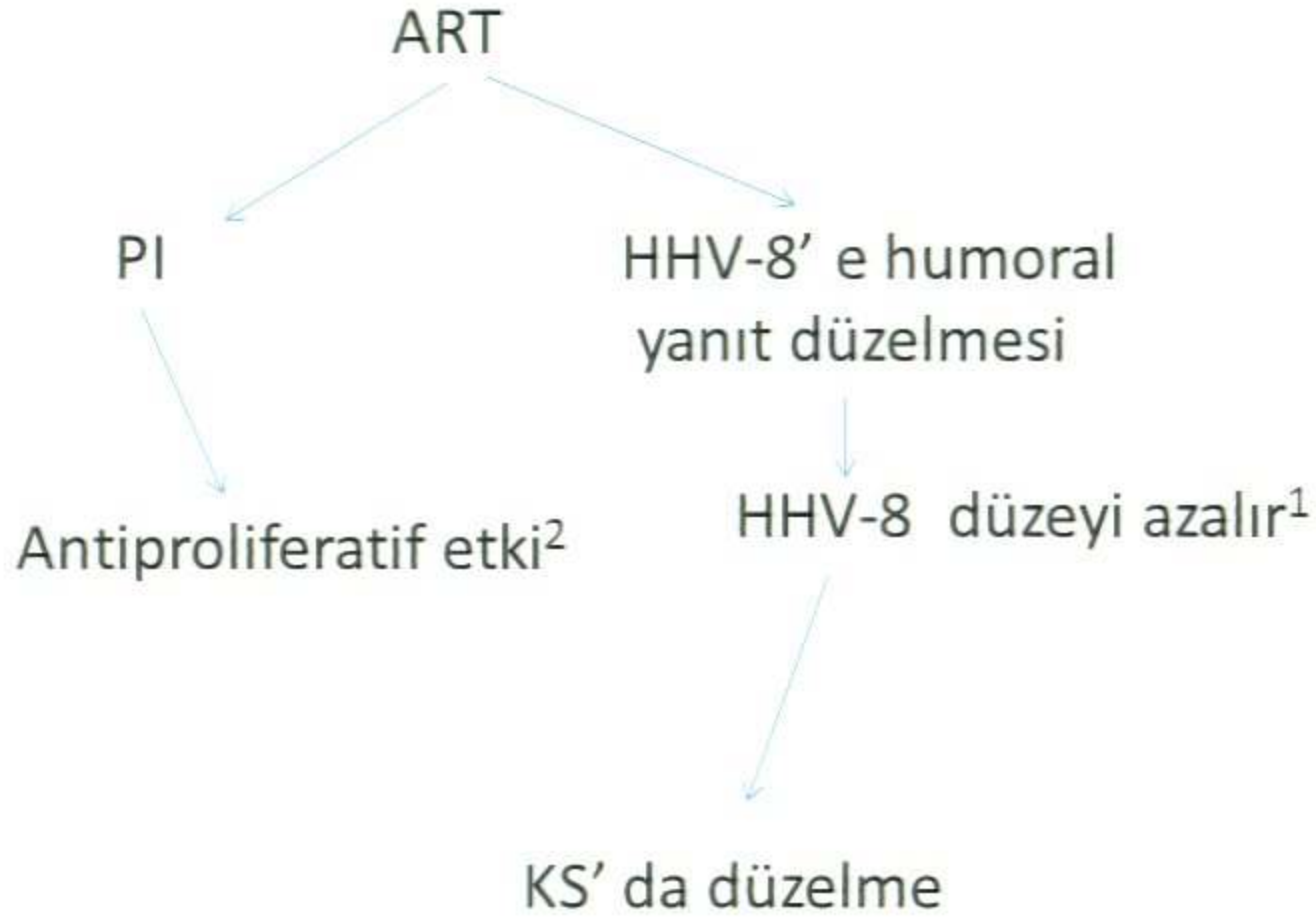 ART
PI
HHV-8’ e humoral
yanıt düzelmesi
Antiproliferatif etki²
HHV-8  düzeyi azalır¹
KS’ da düzelme